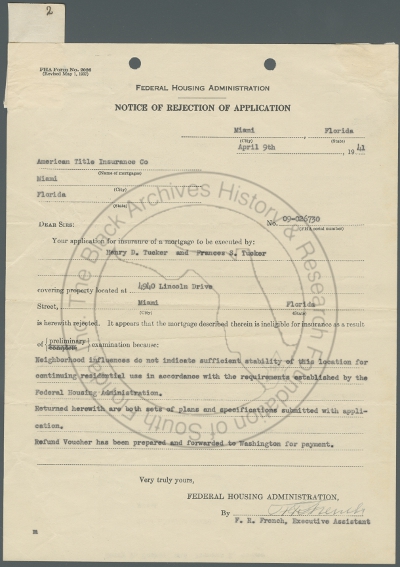 2
FHA Form No. 2026
(Revised May 1, 1937)
FEDERAL HOUSING ADMINISTRATION
NOTICE OF REJECTION OF APPLICATION
Miami Florida
(City) (State)
April 9th 1941
American Title Insurance Co
(Name of mortgagee)
Miami
(City)
Florida
(State)
No. 09-026730
(FHA serial number)
DEAR SIRS:
Your application for insurance of a mortgage to be executed by:
Henry D. Tucker and Frances S. Tucker
covering property located at 4940 Lincoln Drive
Street, Miami Florida
(City) (State)
is herewith rejected. It appears that the mortgage described therein is ineligible for insurance as a result
of preliminary examination because:
Neighborhood influences do not indicate sufficient stability of this location for
continuing residential use in accordance with the requirements established by the
Federal Housing Administration.
Returned herewith are both sets of plans and specifications submitted with appli-
cation.
Refund Voucher has been prepared and forwarded to Washington for payment.
Very truly yours,
FEDERAL HOUSING ADMINISTRATION,
By French
F. R. French, Executive Assistant
The Black Archives History & Research Foundation of South Florida, Inc.